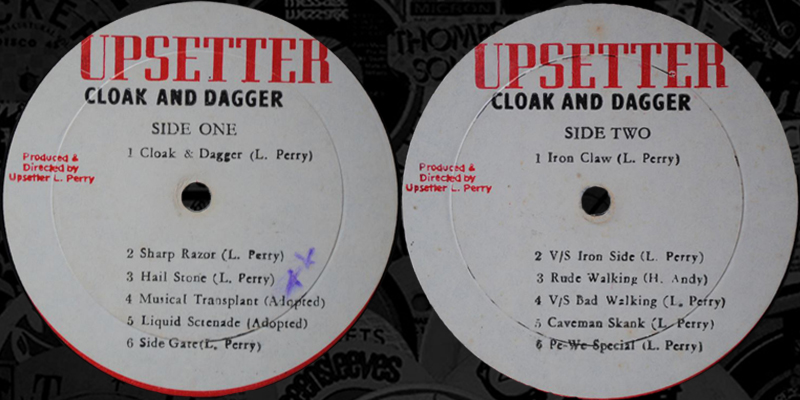 UPSETTER
CLOAK AND DAGGER
SIDE ONE
1 Cloak & Dagger (L. Perry)
Produced &
Directed by
Upsetter L. Perry
2 Sharp Razor (L. Perry)
3 Hail Stone (L. Perry)
4 Musical Transplant (Adopted)
5 Liquid Serenade (Adopted)
6 Side Gate(L. Perry)
UPSETTER
CLOAK AND DAGGER
SIDE TWO
1 Iron Claw (L. Perry)
Produced &
Directed by
Upsetter L. Perry
2 V/S Iron Side (L. Perry)
3 Rude Walking (H. Andy)
4 V/S Bad Walking (L. Perry)
5 Caveman Skank (L. Perry)
6 Pe-We Special (L. Perry)